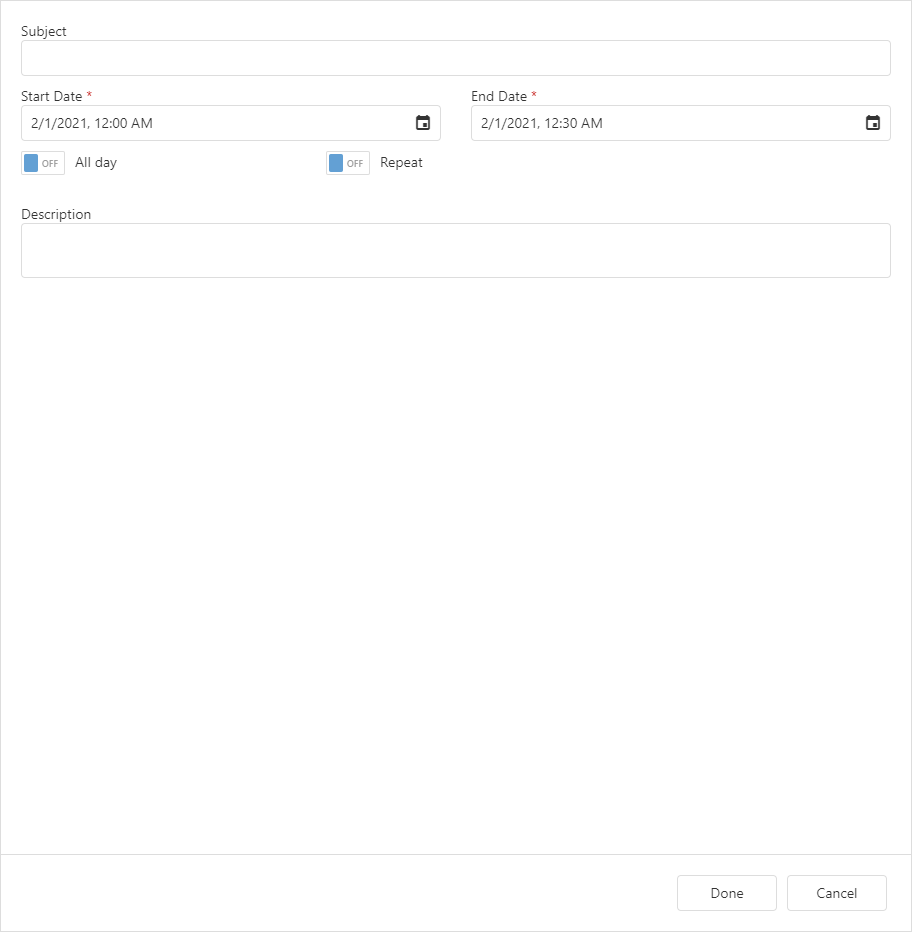 Subject
Start Date * End Date *
2/1/2021, 12:00 AM 2/1/2021, 12:30 AM
OFF All day OFF Repeat
Description
Done Cancel